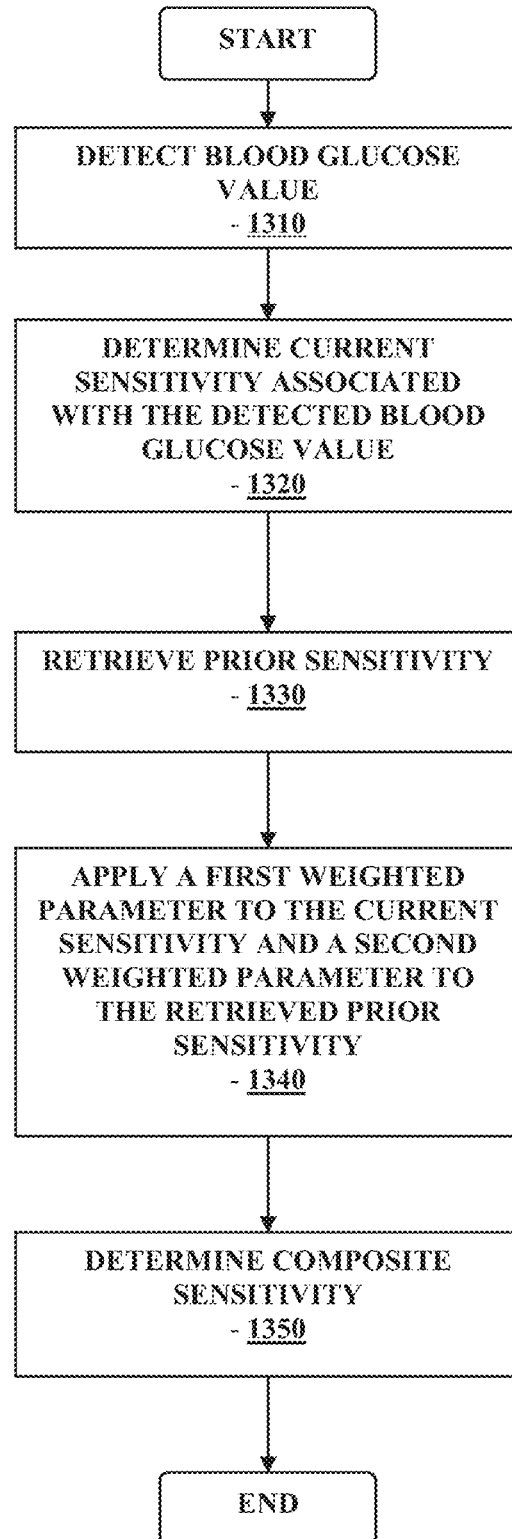 START
DETECT BLOOD GLUCOSE
VALUE
- 1310
DETERMINE CURRENT
SENSITIVITY ASSOCIATED
WITH THE DETECTED BLOOD
GLUCOSE VALUE
- 1320
RETRIEVE PRIOR SENSITIVITY
- 1330
APPLY A FIRST WEIGHTED
PARAMETER TO THE CURRENT
SENSITIVITY AND A SECOND
WEIGHTED PARAMETER TO
THE RETRIEVED PRIOR
SENSITIVITY
- 1340
DETERMINE COMPOSITE
SENSITIVITY
- 1350
END